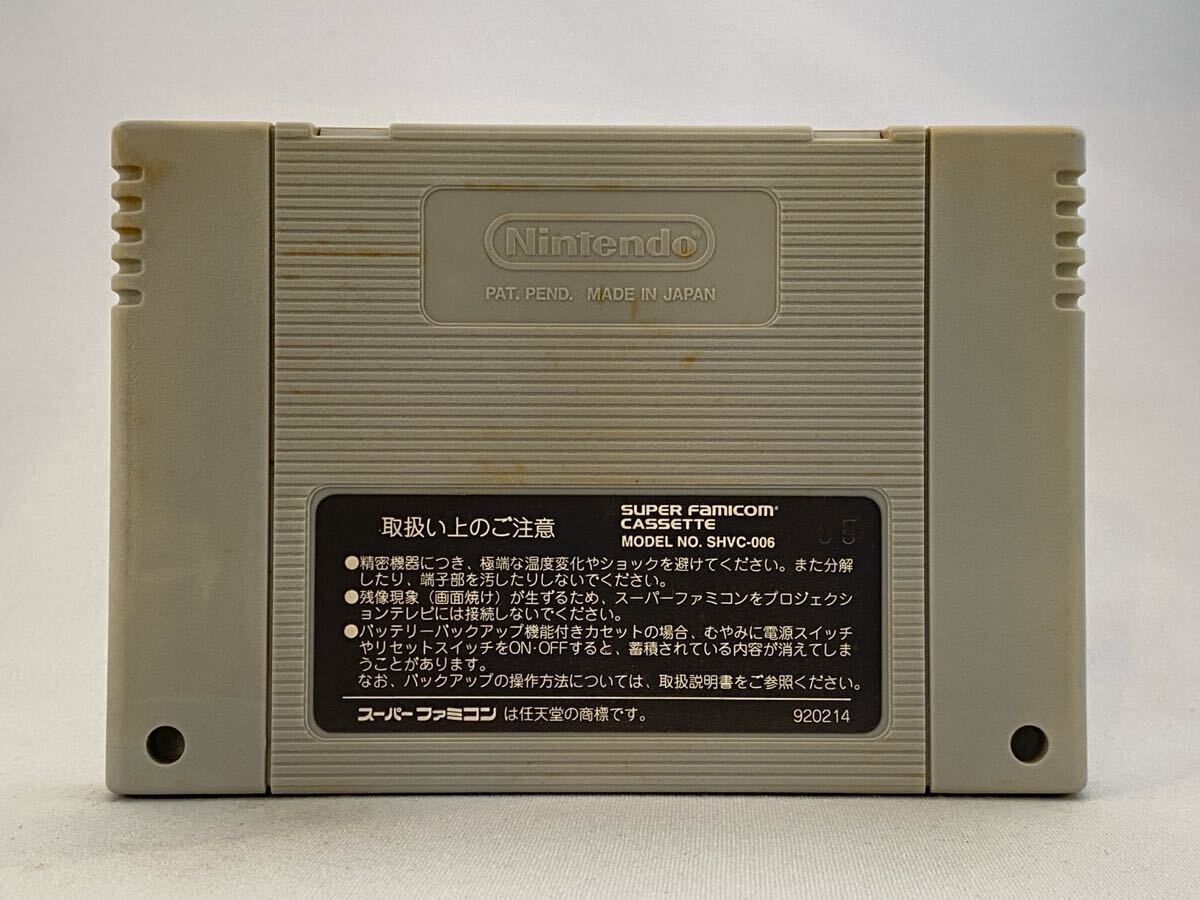 Nintendo®
PAT. PEND. MADE IN JAPAN
取扱い上のご注意
SUPER FAMICOM®
CASSETTE
MODEL NO. SHVC-006
●精密機器につき、極端な温度変化やショックを避けてください。また分解
したり、端子部を汚したりしないでください。
●残像現象（画面焼け）が生ずるため、スーパーファミコンをプロジェクシ
ョンテレビには接続しないでください。
●バッテリーバックアップ機能付きカセットの場合、むやみに電源スイッチ
やリセットスイッチをON·OFFすると、蓄積されている内容が消えてしま
うことがあります。
なお、バックアップの操作方法については、取扱説明書をご参照ください。
スーパーファミコン は任天堂の商標です。
920214